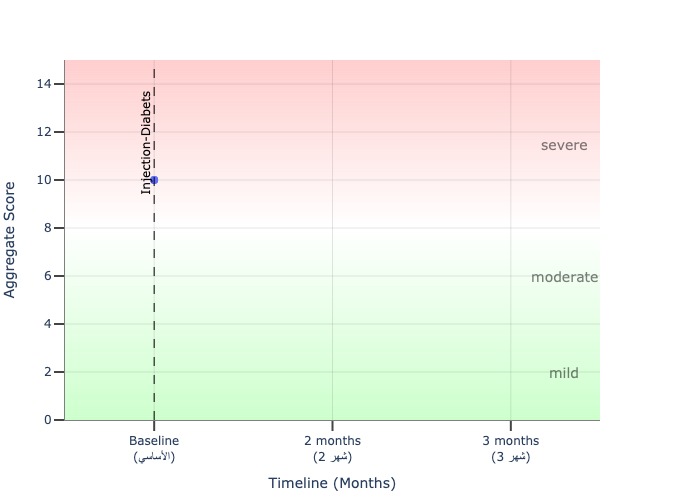 14
12
10
8
6
4
2
0
Aggregate Score
Injection-Diabets
severe
moderate
mild
Baseline
(الأساسي)
2 months
(2 شهر)
3 months
(3 شهر)
Timeline (Months)